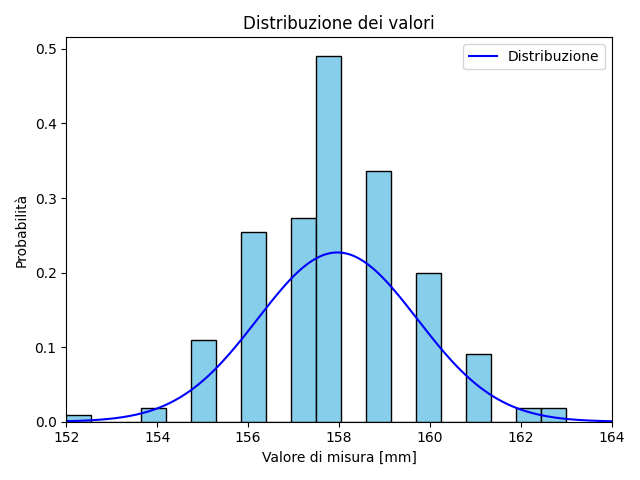 Distribuzione dei valori
Distribuzione
0.5
0.4
0.3
0.2
0.1
0.0
Probabilità
152 154 156 158 160 162 164
Valore di misura [mm]